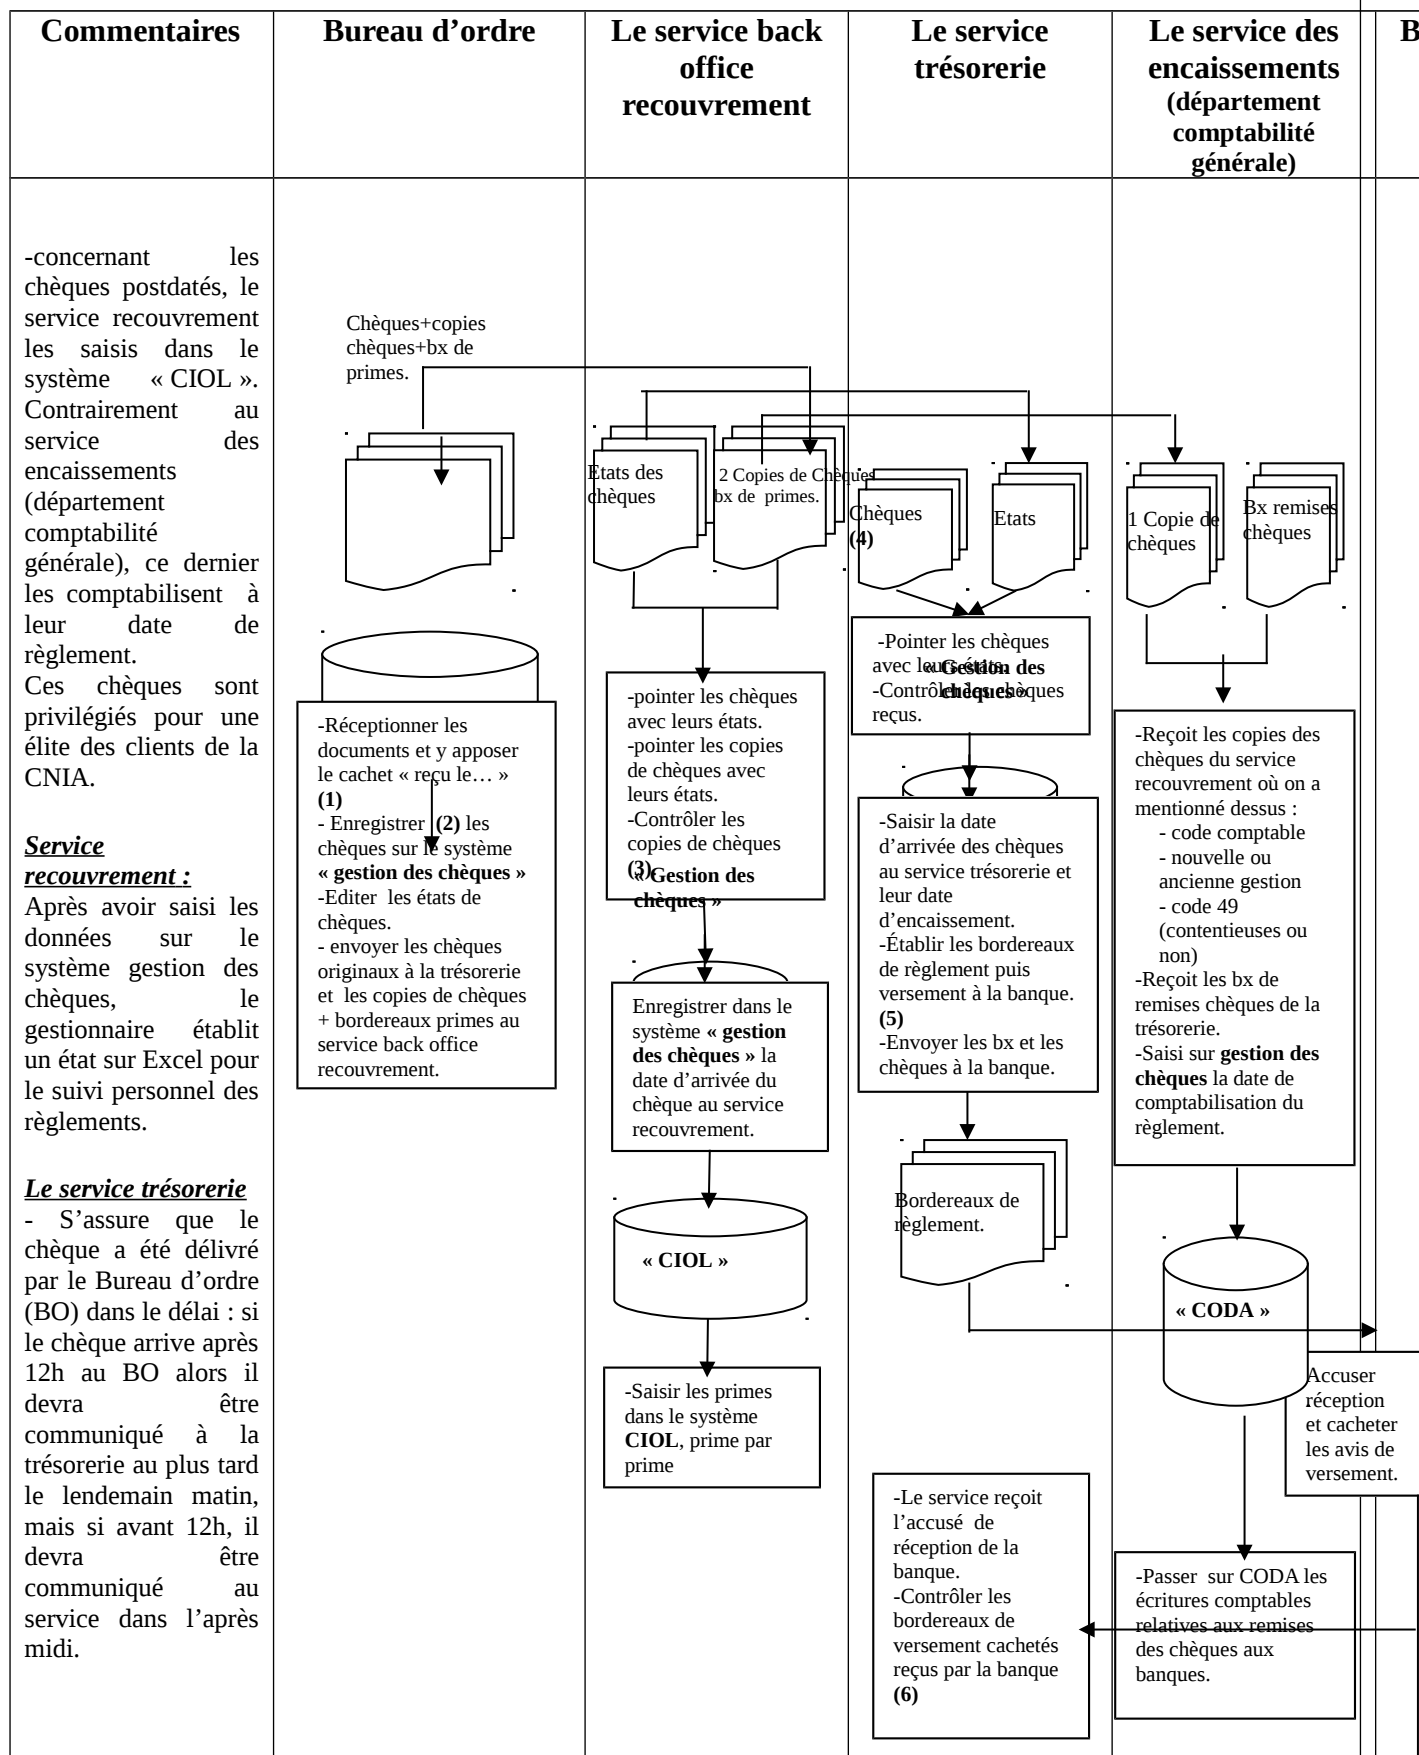 Commentaires
Bureau d’ordre
Le service back
office
recouvrement
Le service
trésorerie
Le service des
encaissements
(département
comptabilité
générale)
B
-concernant les
chèques postdatés, le
service recouvrement
les saisis dans le
système « CIOL ».
Contrairement au
service des
encaissements
(département
comptabilité
générale), ce dernier
les comptabilisent à
leur date de
règlement.
Ces chèques sont
privilégiés pour une
élite des clients de la
CNIA.
Service
recouvrement :
Après avoir saisi les
données sur le
système gestion des
chèques, le
gestionnaire établit
un état sur Excel pour
le suivi personnel des
règlements.
Le service trésorerie
- S’assure que le
chèque a été délivré
par le Bureau d’ordre
(BO) dans le délai : si
le chèque arrive après
12h au BO alors il
devra être
communiqué à la
trésorerie au plus tard
le lendemain matin,
mais si avant 12h, il
devra être
communiqué au
service dans l’après
midi.
Chèques+copies
chèques+bx de
primes.
-Réceptionner les
documents et y apposer
le cachet « reçu le… »
(1)
- Enregistrer (2) les
chèques sur le système
« gestion des chèques »
-Editer les états de
chèques.
- envoyer les chèques
originaux à la trésorerie
et les copies de chèques
+ bordereaux primes au
service back office
recouvrement.
Etats des
chèques
2 Copies de Chèques
bx de primes.
-pointer les chèques
avec leurs états.
-pointer les copies
de chèques avec
leurs états.
-Contrôler les
copies de chèques
(3).
« Gestion des
chèques »
Enregistrer dans le
système « gestion
des chèques » la
date d’arrivée du
chèque au service
recouvrement.
« CIOL »
-Saisir les primes
dans le système
CIOL, prime par
prime
Chèques
(4)
Etats
-Pointer les chèques
avec leurs états.
-Contrôler les chèques
reçus.
« Gestion des
chèques »
-Saisir la date
d’arrivée des chèques
au service trésorerie et
leur date
d’encaissement.
-Établir les bordereaux
de règlement puis
versement à la banque.
(5)
-Envoyer les bx et les
chèques à la banque.
Bordereaux de
règlement.
-Le service reçoit
l’accusé de
réception de la
banque.
-Contrôler les
bordereaux de
versement cachetés
reçus par la banque
(6)
1 Copie de
chèques
Bx remises
chèques
-Reçoit les copies des
chèques du service
recouvrement où on a
mentionné dessus :
- code comptable
- nouvelle ou
ancienne gestion
- code 49
(contentieuses ou
non)
-Reçoit les bx de
remises chèques de la
trésorerie.
-Saisi sur gestion des
chèques la date de
comptabilisation du
règlement.
« CODA »
-Passer sur CODA les
écritures comptables
relatives aux remises
des chèques aux
banques.
Accuser
réception
et cacheter
les avis de
versement.